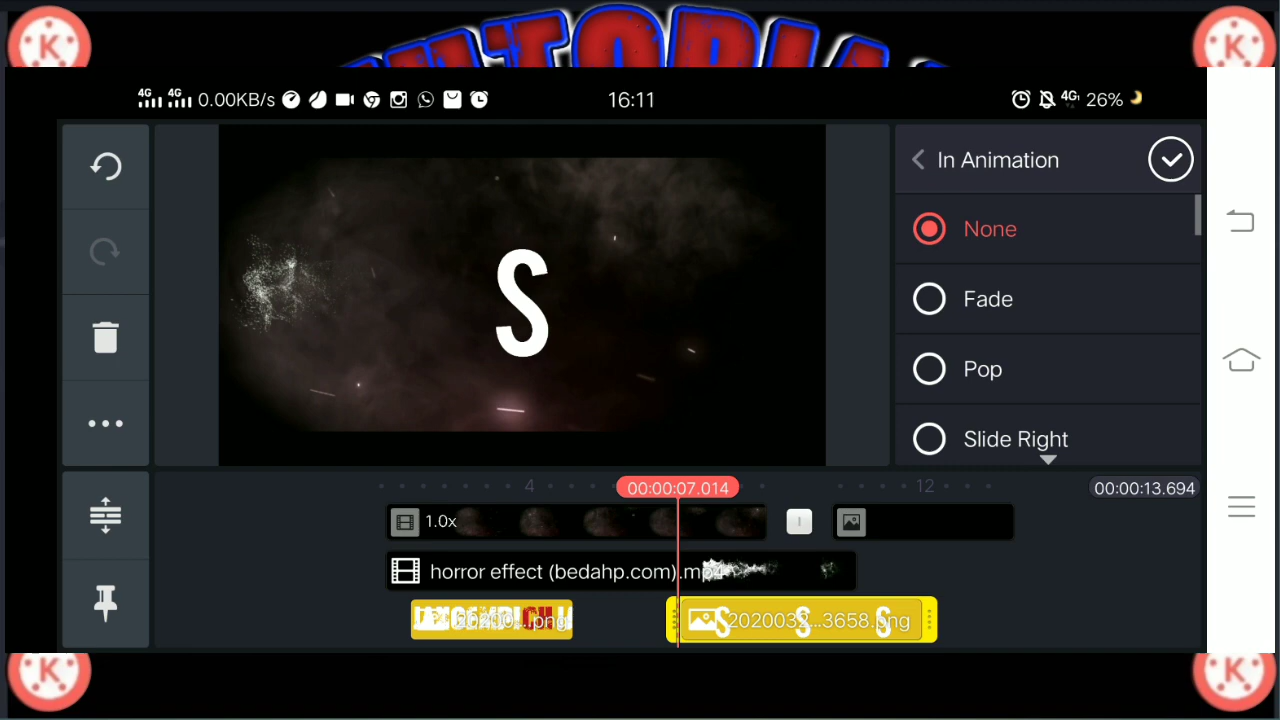 TUTORIAL
4G 4G 0.00KB/s 16:11 4G 26%
In Animation
None
Fade
Pop
Slide Right
S
4 00:00:07.014 12 00:00:13.694
1.0x
horror effect (bedahp.com).mp4
2020032...3658.png
K
K
K
K